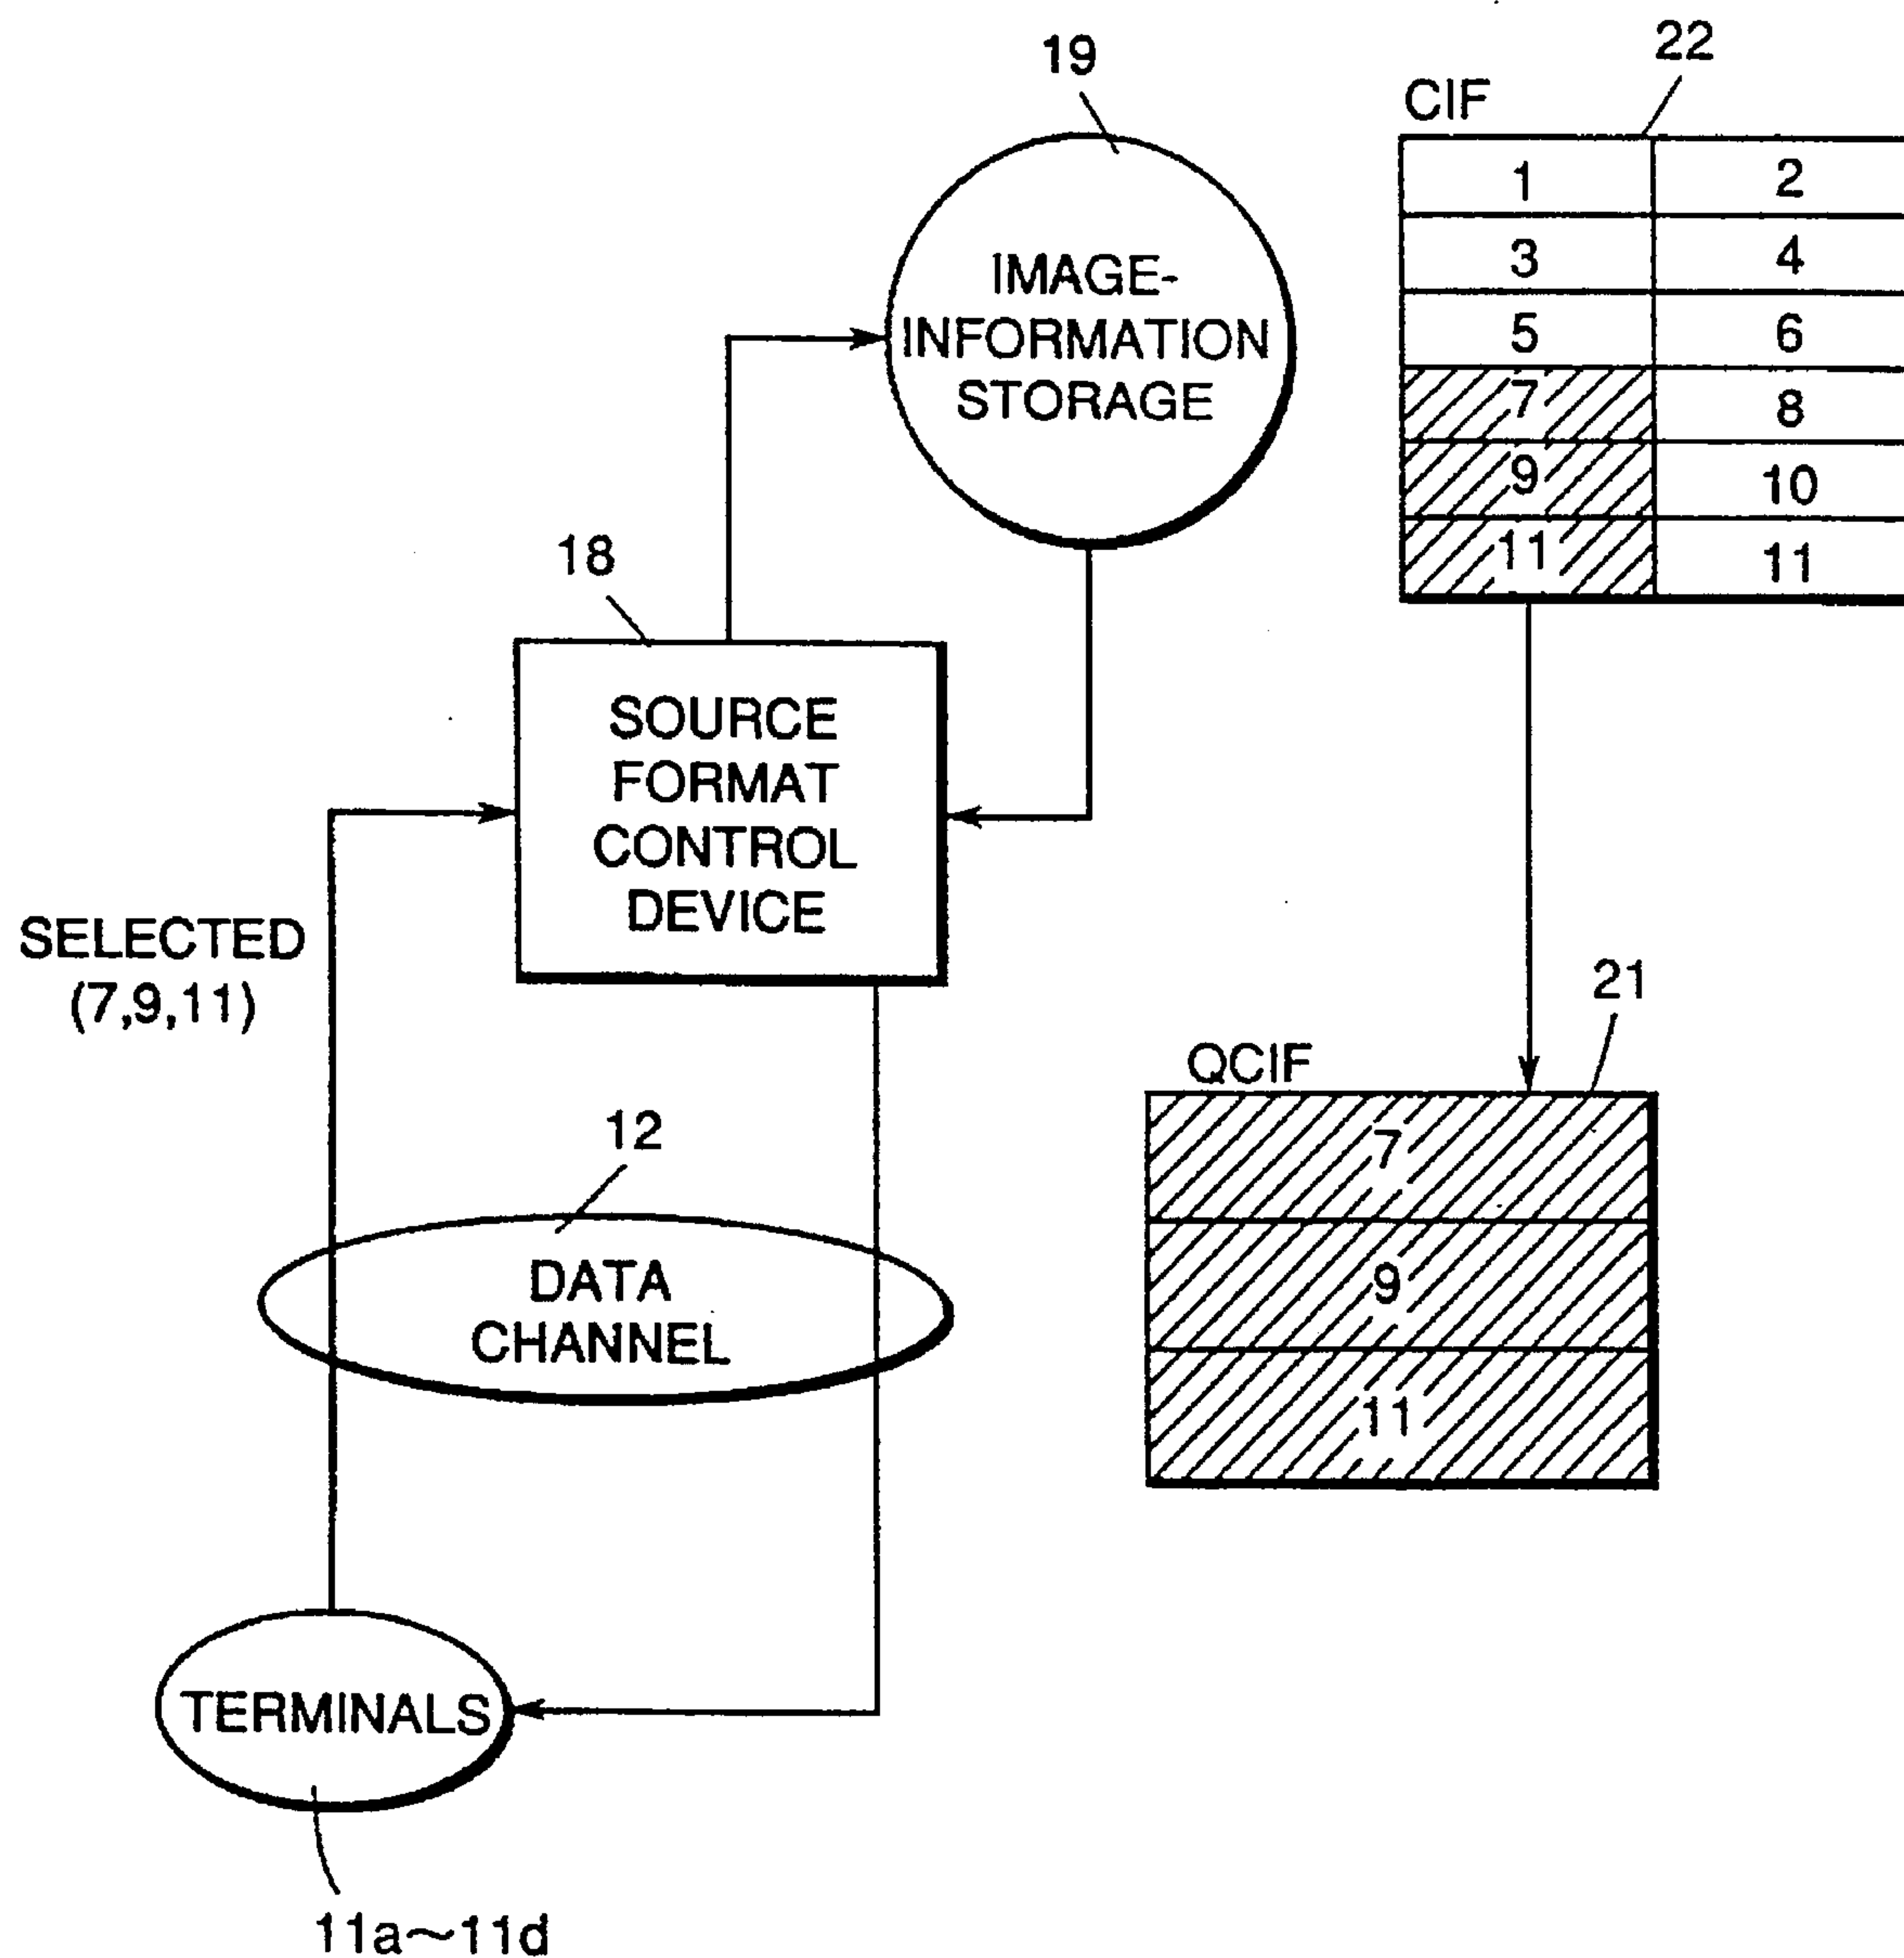 19
22
CIF
1 2
3 4
5 6
7 8
9 10
11 11
IMAGE-
INFORMATION
STORAGE
18
SOURCE
FORMAT
CONTROL
DEVICE
SELECTED
(7,9,11)
21
QCIF
7
9
11
12
DATA
CHANNEL
TERMINALS
11a~11d